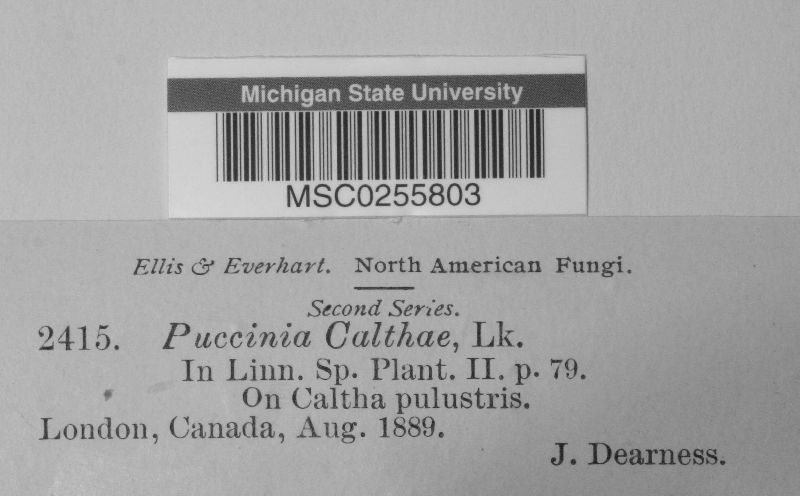 Michigan State University
MSC0255803
Ellis & Everhart. North American Fungi.
Second Series.
2415. Puccinia Calthae, Lk.
In Linn. Sp. Plant. II. p. 79.
On Caltha pulustris.
London, Canada, Aug. 1889.
J. Dearness.